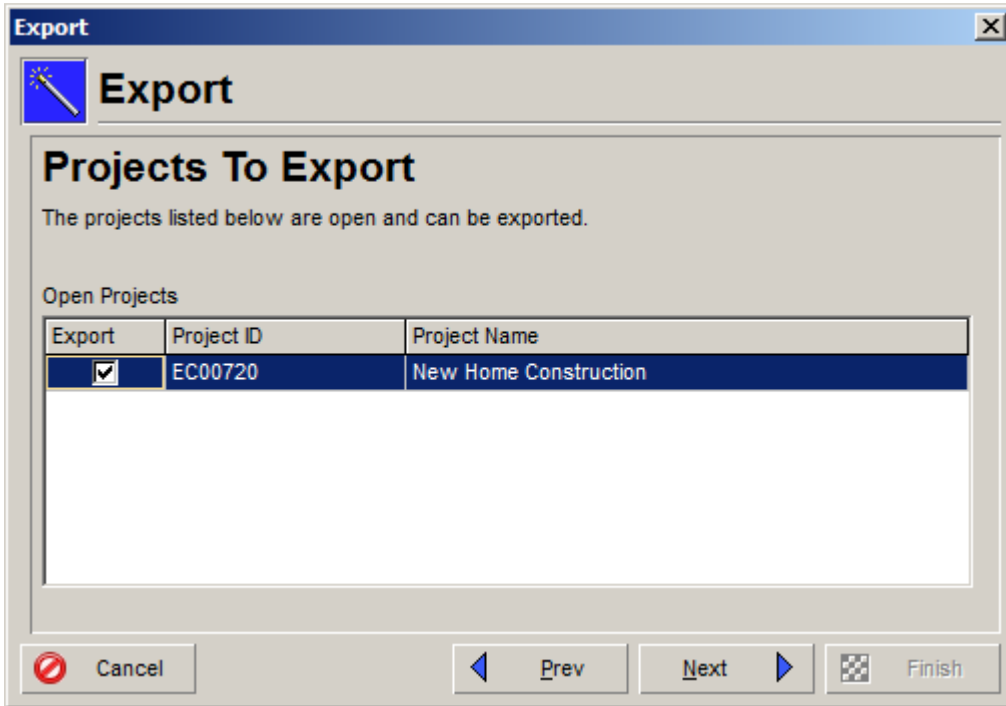 Export
Export
Projects To Export
The projects listed below are open and can be exported.
Open Projects
Export Project ID Project Name
EC00720 New Home Construction
Cancel Prev Next Finish